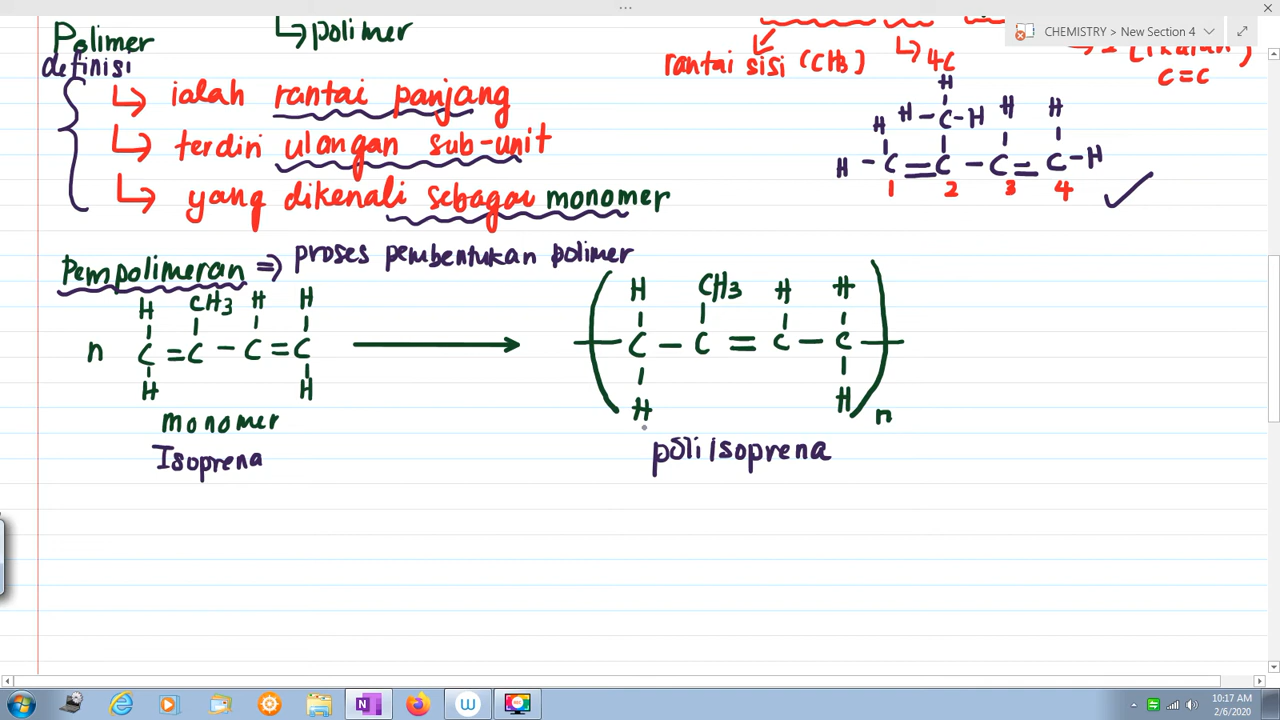 CHEMISTRY > New Section 4
Polimer
↳ polimer
definisi
↳ ialah rantai panjang
↳ terdiri ulangan sub-unit
↳ yang dikenali sebagai monomer
rantai sisi (CH3)
↳ 4C
C=C
H
H H - C - H H H
H - C = C - C = C - H
1 2 3 4
Pempolimeran ⇒ proses pembentukan polimer
H CH3 H H
n C = C - C = C
H H
monomer
Isoprena
H CH3 H H
C - C = C - C
H H n
poliisoprena
10:17 AM
2/6/2020